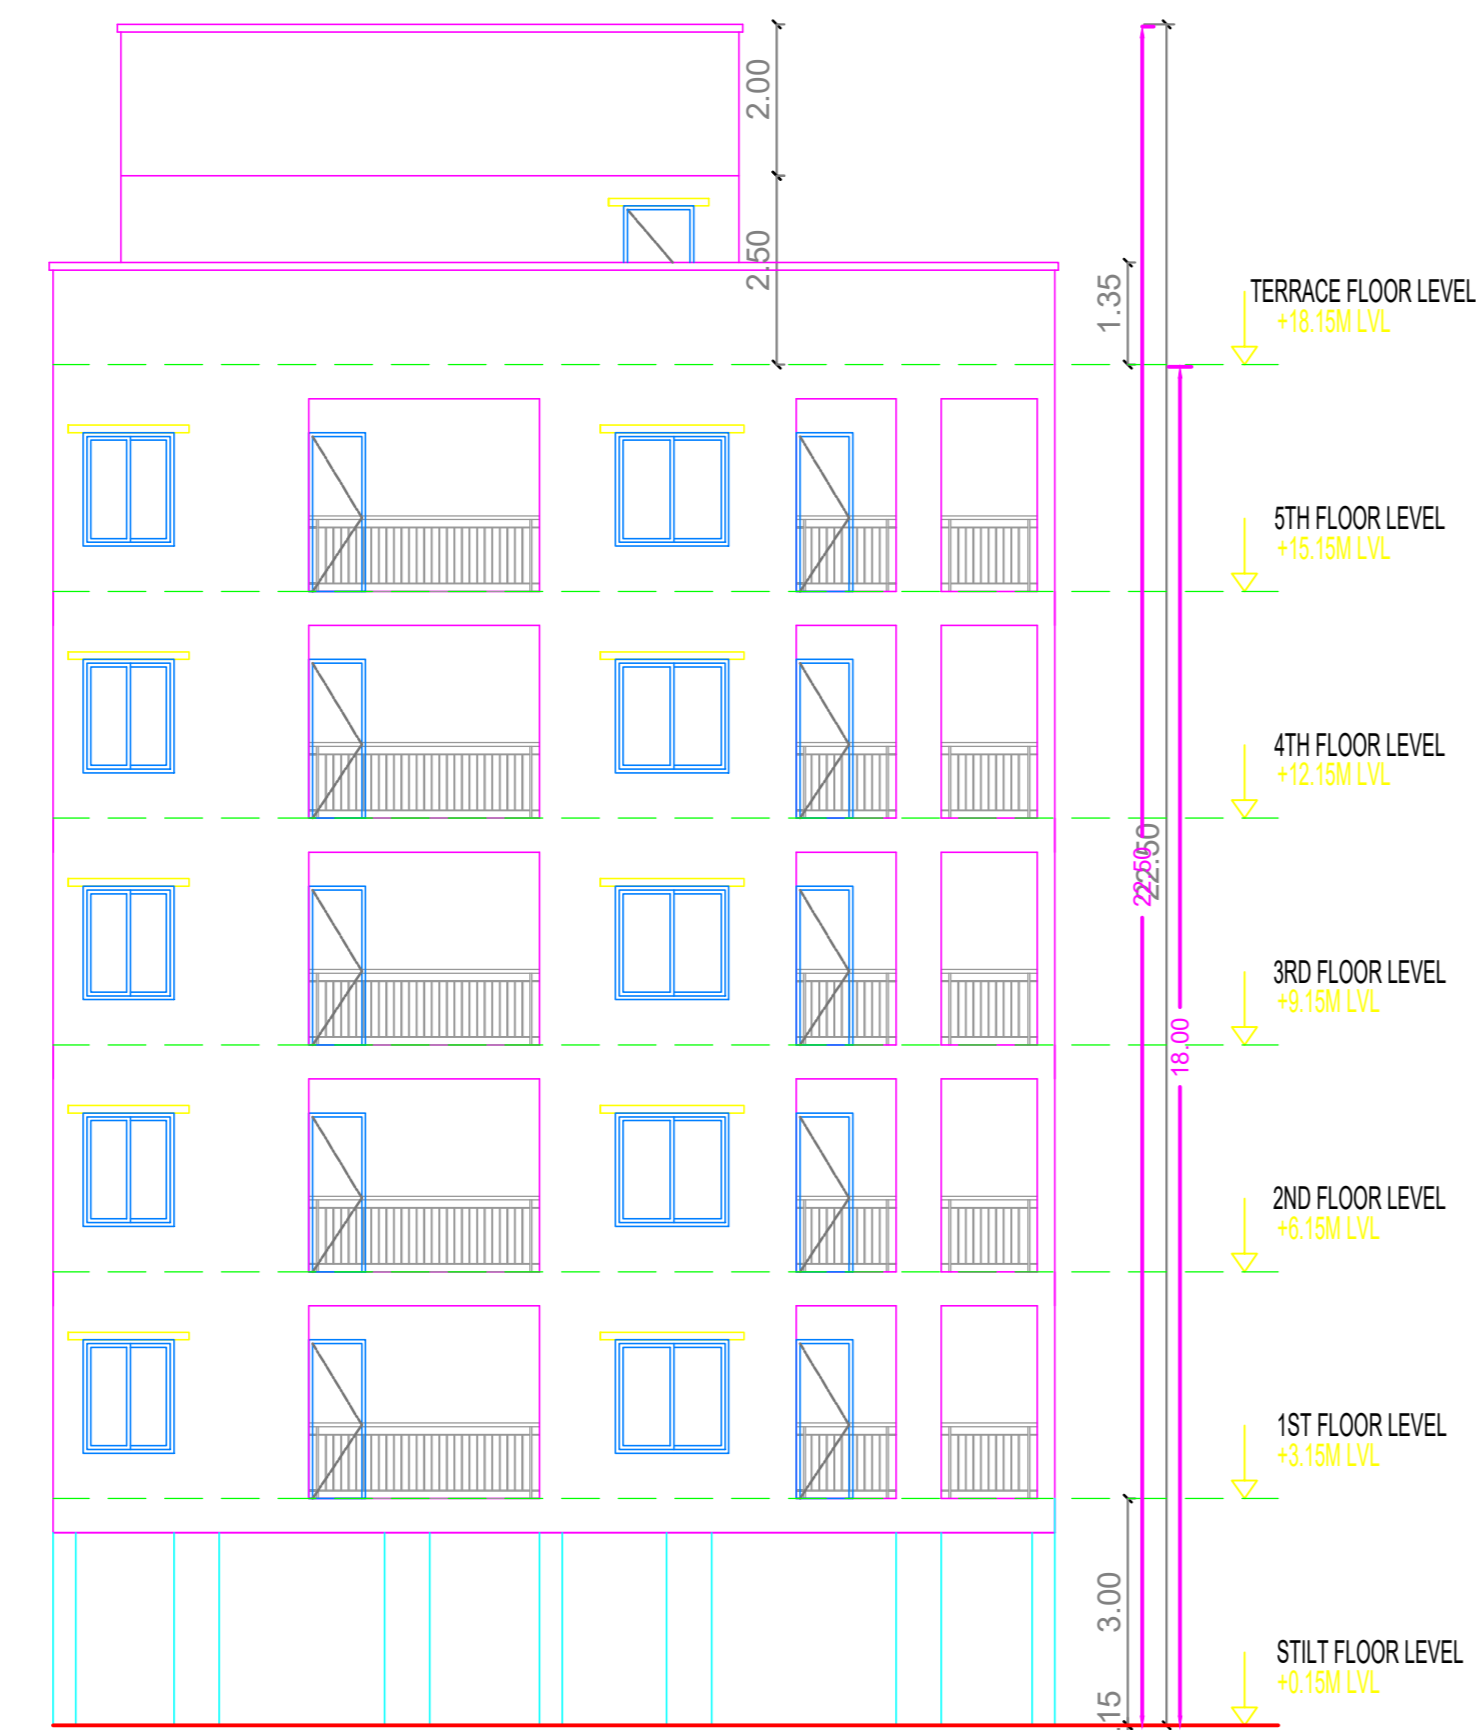 2.00
2.50
1.35
TERRACE FLOOR LEVEL
+18.15M LVL
5TH FLOOR LEVEL
+15.15M LVL
4TH FLOOR LEVEL
+12.15M LVL
22.50
22.50
3RD FLOOR LEVEL
+9.15M LVL
18.00
2ND FLOOR LEVEL
+6.15M LVL
1ST FLOOR LEVEL
+3.15M LVL
3.00
STILT FLOOR LEVEL
+0.15M LVL
15